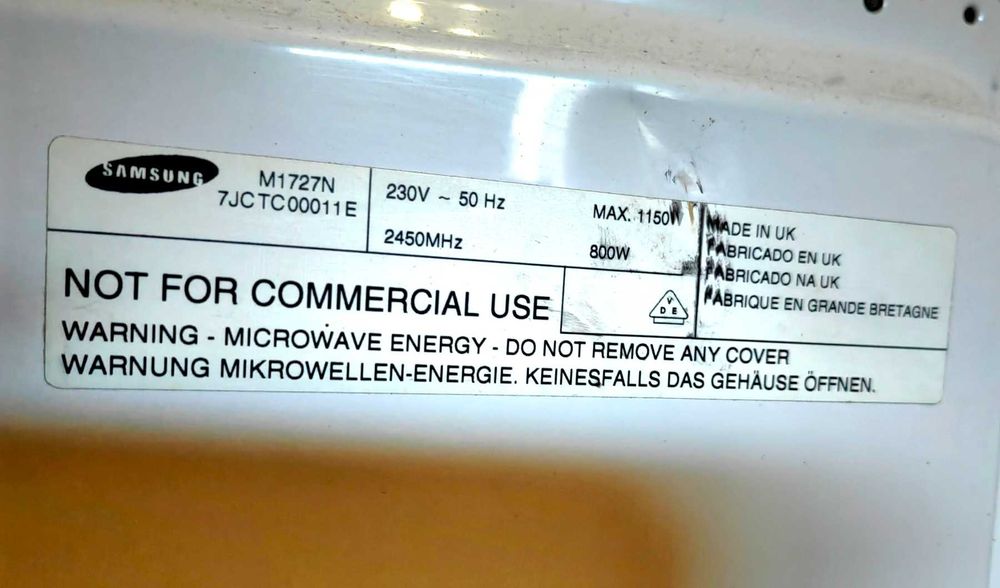 SAMSUNG
M1727N
7JCTC00011E
230V ~ 50 Hz
2450MHz
MAX. 1150W
800W
MADE IN UK
FABRICADO EN UK
FABRICADO NA UK
FABRIQUE EN GRANDE BRETAGNE
V
D E
NOT FOR COMMERCIAL USE
WARNING - MICROWAVE ENERGY - DO NOT REMOVE ANY COVER
WARNUNG MIKROWELLEN-ENERGIE. KEINESFALLS DAS GEHÄUSE ÖFFNEN.